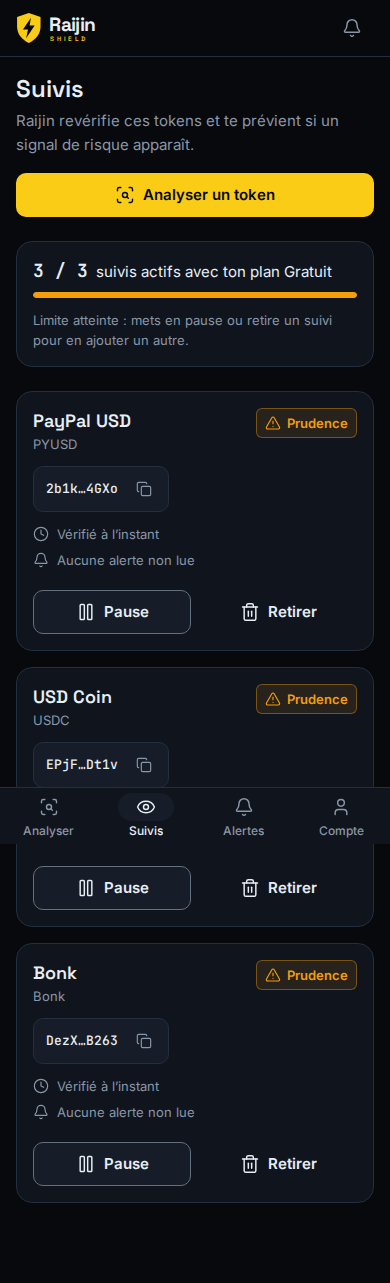 Raijin
SHIELD
Suivis
Raijin revérifie ces tokens et te prévient si un
signal de risque apparaît.
Analyser un token
3 / 3 suivis actifs avec ton plan Gratuit
Limite atteinte : mets en pause ou retire un suivi
pour en ajouter un autre.
PayPal USD
Prudence
PYUSD
2b1k…4GXo
Vérifié à l’instant
Aucune alerte non lue
Pause
Retirer
USD Coin
Prudence
USDC
EPjF…Dt1v
Analyser
Suivis
Alertes
Compte
Pause
Retirer
Bonk
Prudence
Bonk
DezX…B263
Vérifié à l’instant
Aucune alerte non lue
Pause
Retirer